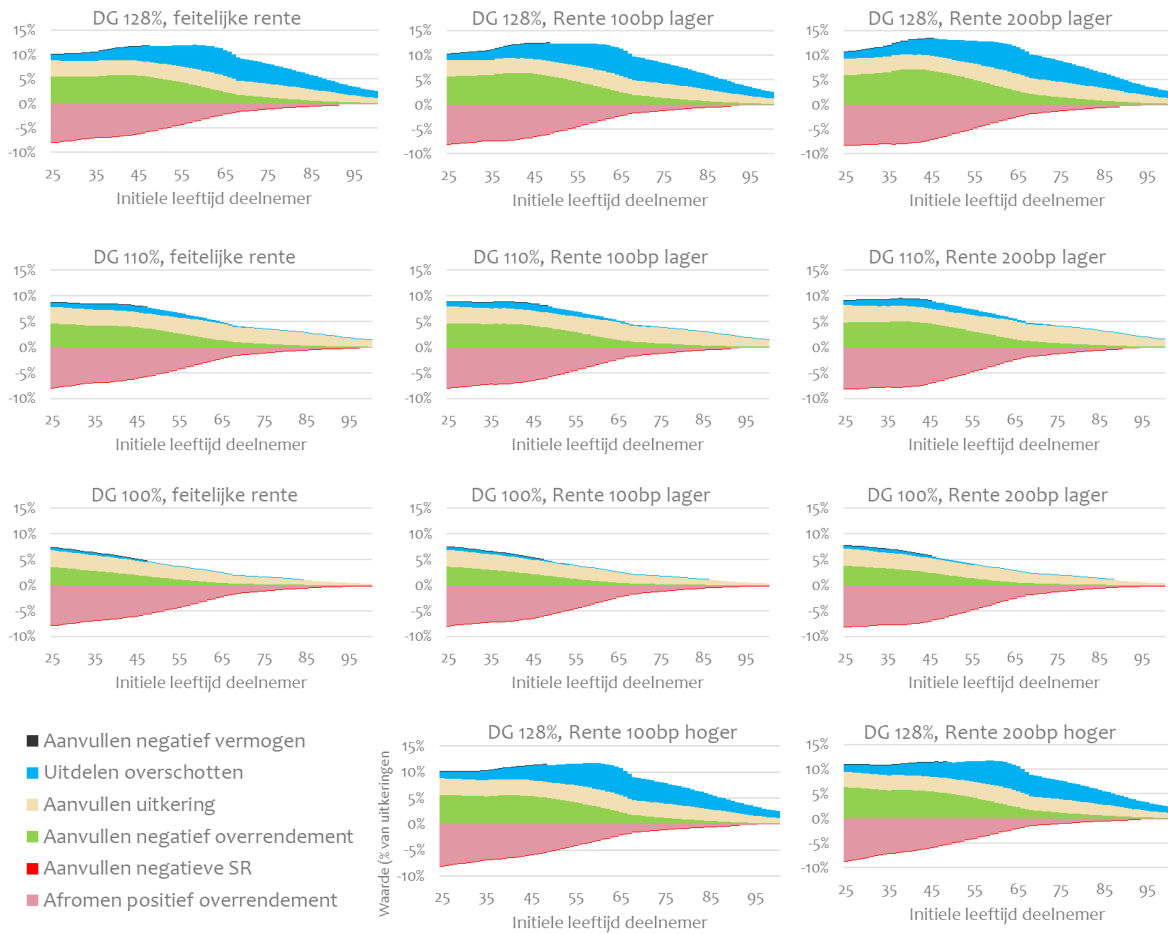 DG 128%, feitelijke rente
15%
10%
5%
0%
-5%
-10%
25 35 45 55 65 75 85 95
Initiele leeftijd deelnemer
DG 128%, Rente 100bp lager
15%
10%
5%
0%
-5%
-10%
25 35 45 55 65 75 85 95
Initiele leeftijd deelnemer
DG 128%, Rente 200bp lager
15%
10%
5%
0%
-5%
-10%
25 35 45 55 65 75 85 95
Initiele leeftijd deelnemer
DG 110%, feitelijke rente
15%
10%
5%
0%
-5%
-10%
25 35 45 55 65 75 85 95
Initiele leeftijd deelnemer
DG 110%, Rente 100bp lager
15%
10%
5%
0%
-5%
-10%
25 35 45 55 65 75 85 95
Initiele leeftijd deelnemer
DG 110%, Rente 200bp lager
15%
10%
5%
0%
-5%
-10%
25 35 45 55 65 75 85 95
Initiele leeftijd deelnemer
DG 100%, feitelijke rente
15%
10%
5%
0%
-5%
-10%
25 35 45 55 65 75 85 95
Initiele leeftijd deelnemer
DG 100%, Rente 100bp lager
15%
10%
5%
0%
-5%
-10%
25 35 45 55 65 75 85 95
Initiele leeftijd deelnemer
DG 100%, Rente 200bp lager
15%
10%
5%
0%
-5%
-10%
25 35 45 55 65 75 85 95
Initiele leeftijd deelnemer
Aanvullen negatief vermogen
Uitdelen overschotten
Aanvullen uitkering
Aanvullen negatief overrendement
Aanvullen negatieve SR
Afromen positief overrendement
DG 128%, Rente 100bp hoger
Waarde (% van uitkeringen
15%
10%
5%
0%
-5%
-10%
25 35 45 55 65 75 85 95
Initiele leeftijd deelnemer
DG 128%, Rente 200bp hoger
15%
10%
5%
0%
-5%
-10%
25 35 45 55 65 75 85 95
Initiele leeftijd deelnemer